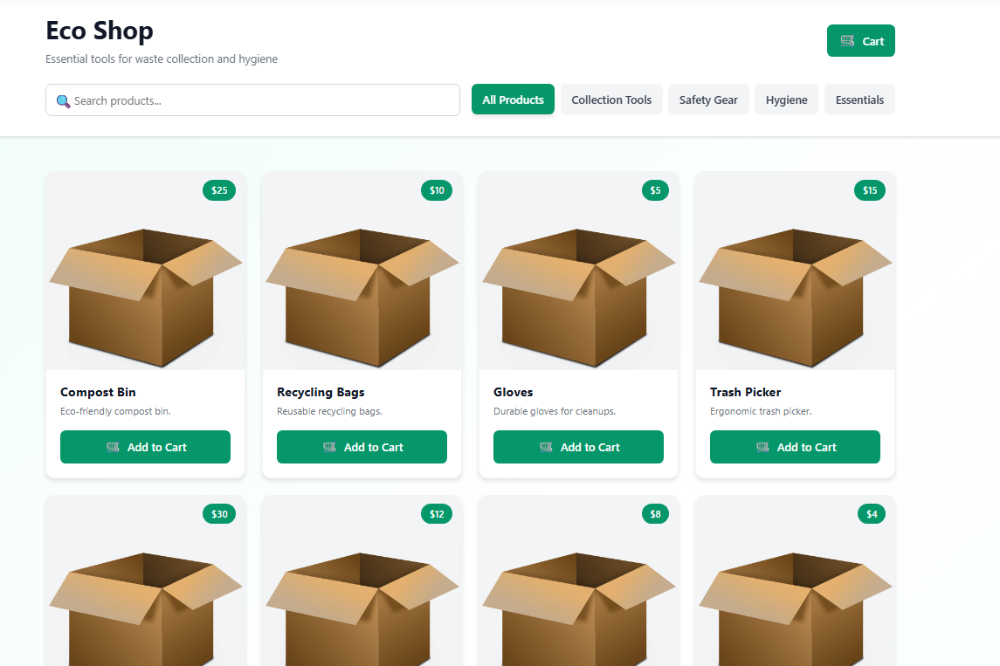 Eco Shop
Cart
Essential tools for waste collection and hygiene
Search products...
All Products
Collection Tools
Safety Gear
Hygiene
Essentials
$25
$10
$5
$15
Compost Bin
Recycling Bags
Gloves
Trash Picker
Eco-friendly compost bin.
Reusable recycling bags.
Durable gloves for cleanups.
Ergonomic trash picker.
Add to Cart
Add to Cart
Add to Cart
Add to Cart
$30
$12
$8
$4